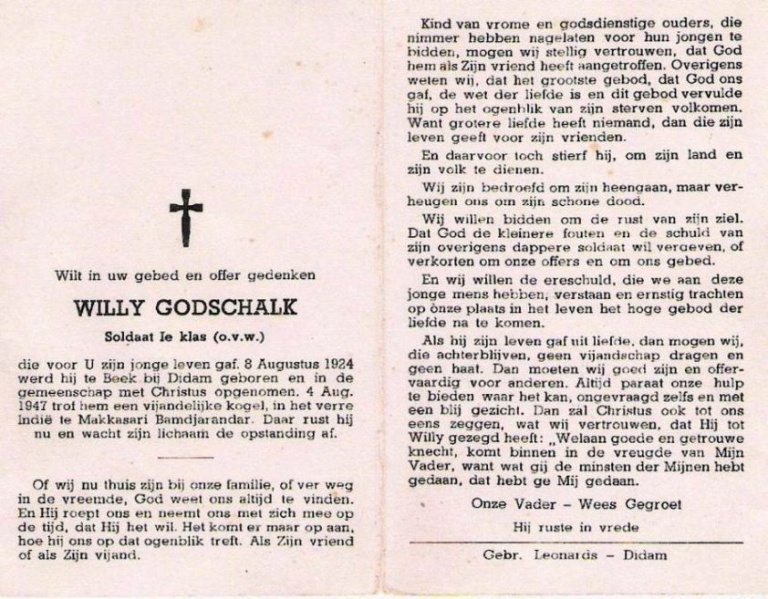 Wilt in uw gebed en offer gedenken
WILLY GODSCHALK
Soldaat Ie klas (o.v.w.)
die voor U zijn jonge leven gaf. 8 Augustus 1924
werd hij te Beek bij Didam geboren en in de
gemeenschap met Christus opgenomen. 4 Aug.
1947 trof hem een vijandelijke kogel, in het verre
Indië te Makkasari Bamdjarandar. Daar rust hij
nu en wacht zijn lichaam de opstanding af.
Of wij nu thuis zijn bij onze familie, of ver weg
in de vreemde, God weet ons altijd te vinden.
En Hij roept ons en neemt ons met zich mee op
de tijd, dat Hij het wil. Het komt er maar op aan,
hoe hij ons op dat ogenblik treft. Als Zijn vriend
of als Zijn vijand.
Kind van vrome en godsdienstige ouders, die
nimmer hebben nagelaten voor hun jongen te
bidden, mogen wij stellig vertrouwen, dat God
hem als Zijn vriend heeft aangetroffen. Overigens
weten wij, dat het grootste gebod, dat God ons
gaf, de wet der liefde is en dit gebod vervulde
hij op het ogenblik van zijn sterven volkomen.
Want grotere liefde heeft niemand, dan die zijn
leven geeft voor zijn vrienden.
En daarvoor toch stierf hij, om zijn land en
zijn volk te dienen.
Wij zijn bedroefd om zijn heengaan, maar ver-
heugen ons om zijn schone dood.
Wij willen bidden om de rust van zijn ziel.
Dat God de kleinere fouten en de schuld van
zijn overigens dappere soldaat wil vergeven, of
verkorten om onze offers en om ons gebed.
En wij willen de ereschuld, die we aan deze
jonge mens hebben, verstaan en ernstig trachten
op onze plaats in het leven het hoge gebod der
liefde na te komen.
Als hij zijn leven gaf uit liefde, dan mogen wij,
die achterblijven, geen vijandschap dragen en
geen haat. Dan moeten wij goed zijn en offer-
vaardig voor anderen. Altijd paraat onze hulp
te bieden waar het kan, ongevraagd zelfs en met
een blij gezicht. Dan zal Christus ook tot ons
eens zeggen, wat wij vertrouwen, dat Hij tot
Willy gezegd heeft: „Welaan goede en getrouwe
knecht, komt binnen in de vreugde van Mijn
Vader, want wat gij de minsten der Mijnen hebt
gedaan, dat hebt ge Mij gedaan.
Onze Vader - Wees Gegroet
Hij ruste in vrede
Gebr. Leonards - Didam